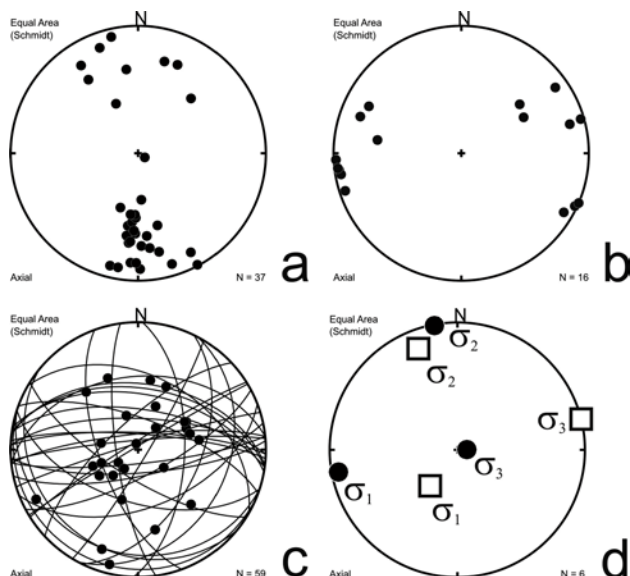 Equal Area
(Schmidt)
N
Axial
N = 37
a
Equal Area
(Schmidt)
N
Axial
N = 16
b
Equal Area
(Schmidt)
N
Axial
N = 59
c
Equal Area
(Schmidt)
N
σ2
σ2
σ3
σ3
σ1
σ1
Axial
N = 6
d